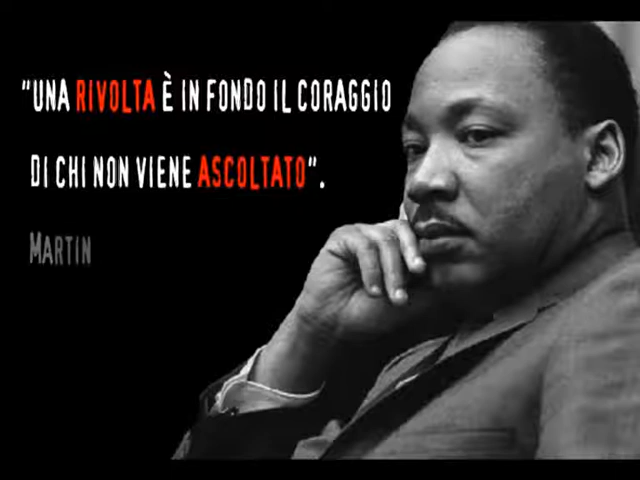 "UNA RIVOLTA È IN FONDO IL CORAGGIO
DI CHI NON VIENE ASCOLTATO".
MARTIN